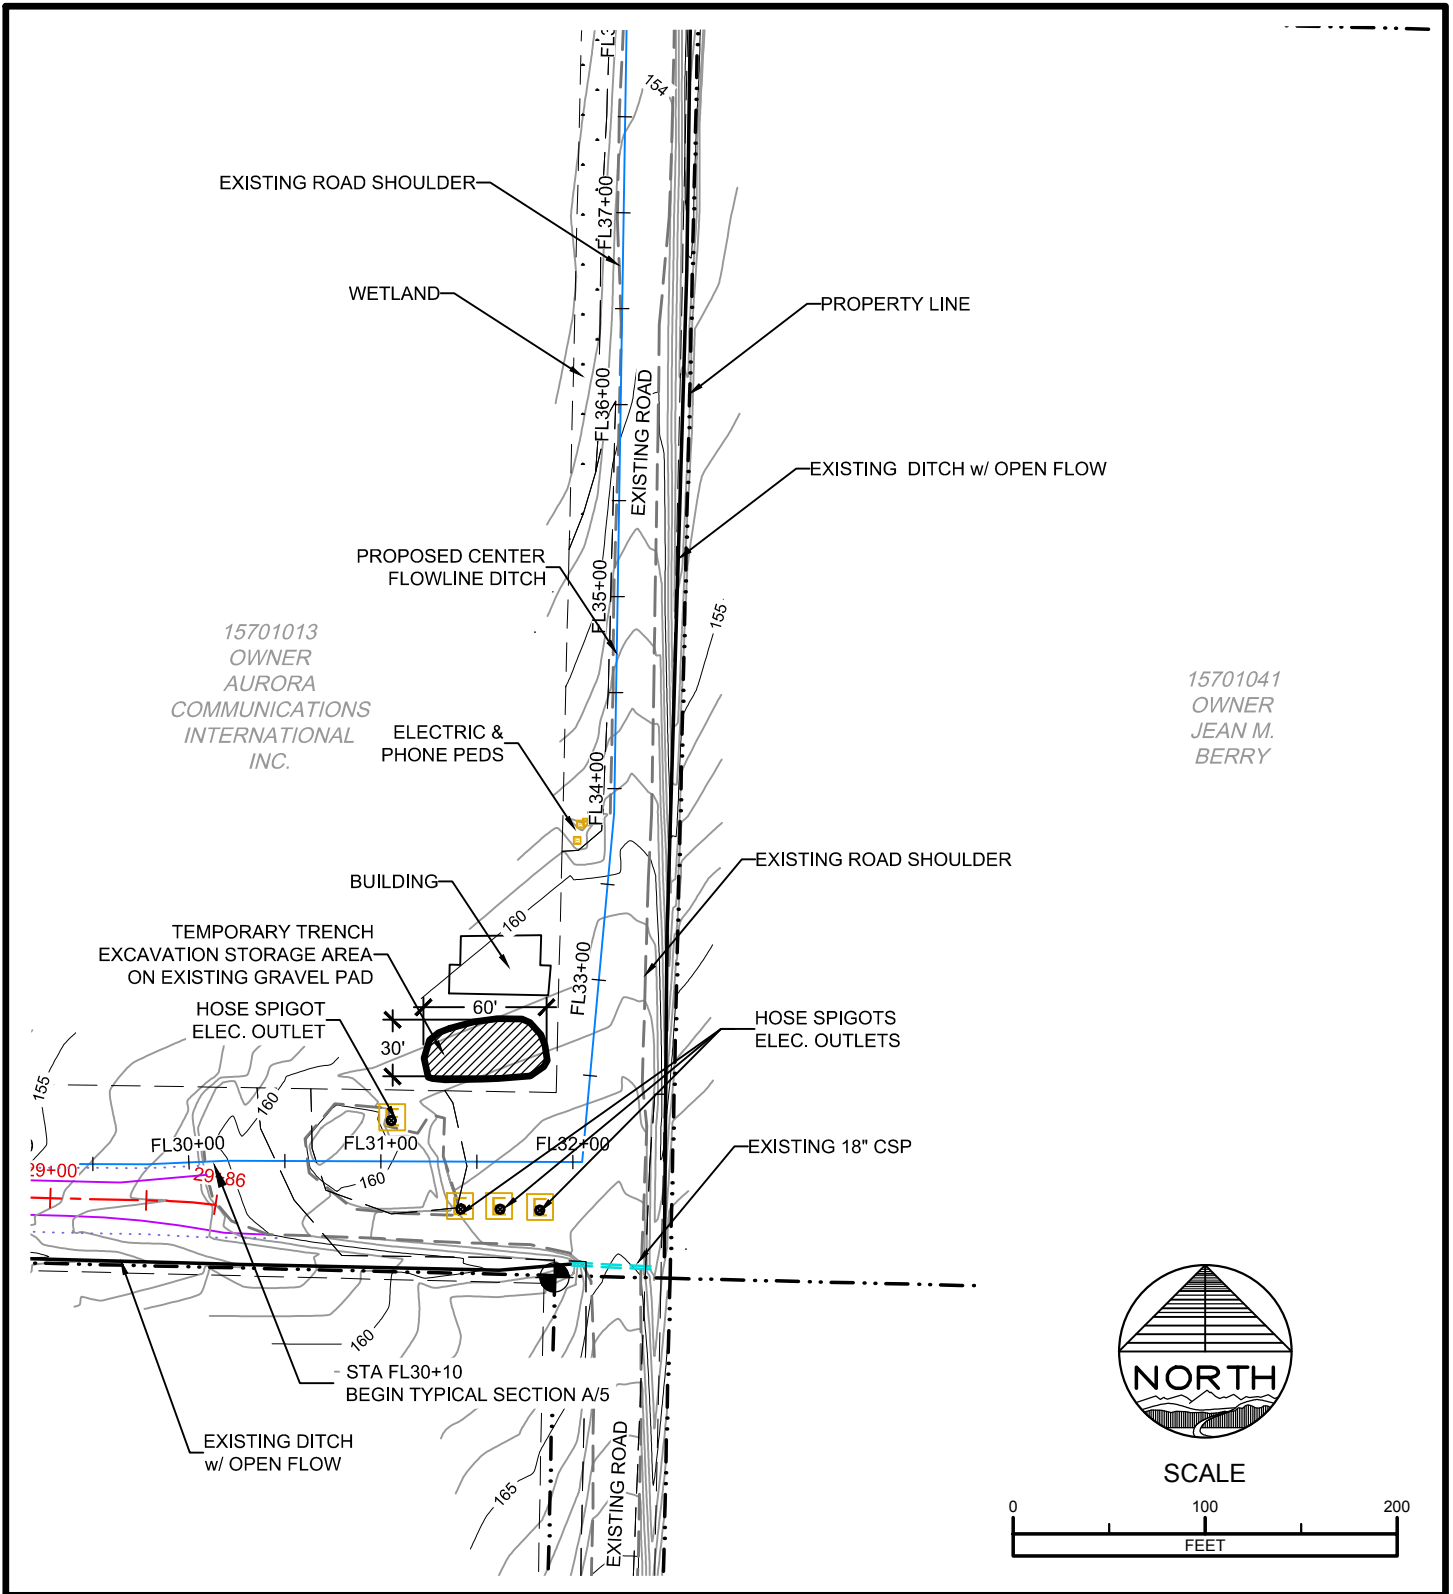 154
EXISTING ROAD SHOULDER
FL37+00
WETLAND
PROPERTY LINE
FL36+00
EXISTING ROAD
EXISTING DITCH w/ OPEN FLOW
PROPOSED CENTER
FLOWLINE DITCH
FL35+00
155
15701013
OWNER
AURORA
COMMUNICATIONS
INTERNATIONAL
INC.
15701041
OWNER
JEAN M.
BERRY
ELECTRIC &
PHONE PEDS
FL34+00
EXISTING ROAD SHOULDER
BUILDING
160
TEMPORARY TRENCH
EXCAVATION STORAGE AREA
ON EXISTING GRAVEL PAD
FL33+00
60'
HOSE SPIGOT
ELEC. OUTLET
30'
HOSE SPIGOTS
ELEC. OUTLETS
155
160
FL30+00
FL31+00
FL32+00
EXISTING 18" CSP
29+00
29+86
160
160
STA FL30+10
BEGIN TYPICAL SECTION A/5
EXISTING DITCH
w/ OPEN FLOW
165
EXISTING ROAD
NORTH
SCALE
0 100 200
FEET